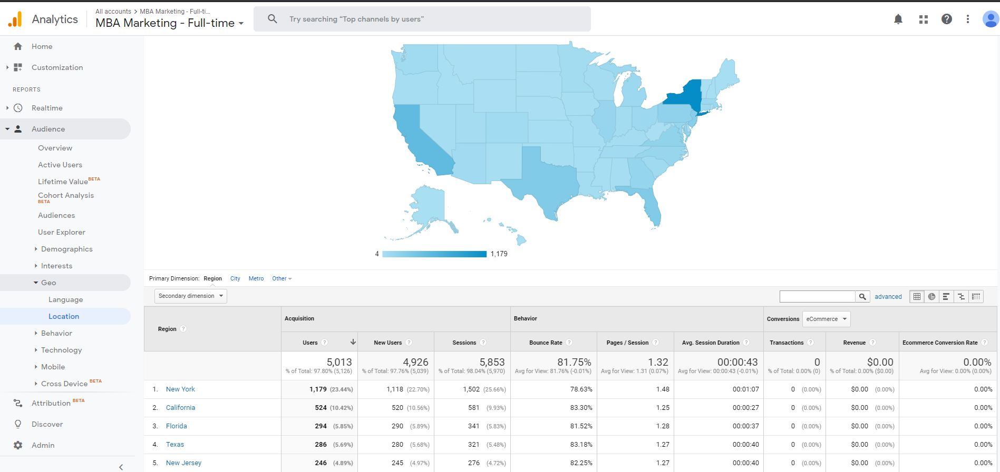 All accounts > MBA Marketing - Full-ti...
Analytics
MBA Marketing - Full-time
Try searching “Top channels by users”
Home
Customization
REPORTS
Realtime
Audience
Overview
Active Users
Lifetime Value BETA
Cohort Analysis
BETA
Audiences
User Explorer
Demographics
Interests
Geo
Language
Location
Behavior
Technology
Mobile
Cross Device BETA
Attribution BETA
Discover
Admin
4 1,179
Primary Dimension: Region City Metro Other
Secondary dimension
advanced
Region ?
Acquisition
Behavior
Conversions eCommerce
Users ? New Users ? Sessions ? Bounce Rate ? Pages / Session ? Avg. Session Duration ? Transactions ? Revenue ? Ecommerce Conversion Rate ?
5,013 4,926 5,853 81.75% 1.32 00:00:43 0 $0.00 0.00%
% of Total: 97.80% (5,126) % of Total: 97.76% (5,039) % of Total: 98.04% (5,970) Avg for View: 81.76% (-0.01%) Avg for View: 1.31 (0.07%) Avg for View: 00:00:43 (-0.01%) % of Total: 0.00% (0) % of Total: 0.00% ($0.00) Avg for View: 0.00% (0.00%)
1. New York 1,179 (23.44%) 1,118 (22.70%) 1,502 (25.66%) 78.63% 1.48 00:01:07 0 (0.00%) $0.00 (0.00%) 0.00%
2. California 524 (10.42%) 520 (10.56%) 581 (9.93%) 83.30% 1.25 00:00:27 0 (0.00%) $0.00 (0.00%) 0.00%
3. Florida 294 (5.85%) 290 (5.89%) 341 (5.83%) 81.52% 1.28 00:00:37 0 (0.00%) $0.00 (0.00%) 0.00%
4. Texas 286 (5.69%) 280 (5.68%) 321 (5.48%) 83.18% 1.27 00:00:40 0 (0.00%) $0.00 (0.00%) 0.00%
5. New Jersey 246 (4.89%) 245 (4.97%) 276 (4.72%) 82.25% 1.27 00:00:40 0 (0.00%) $0.00 (0.00%) 0.00%